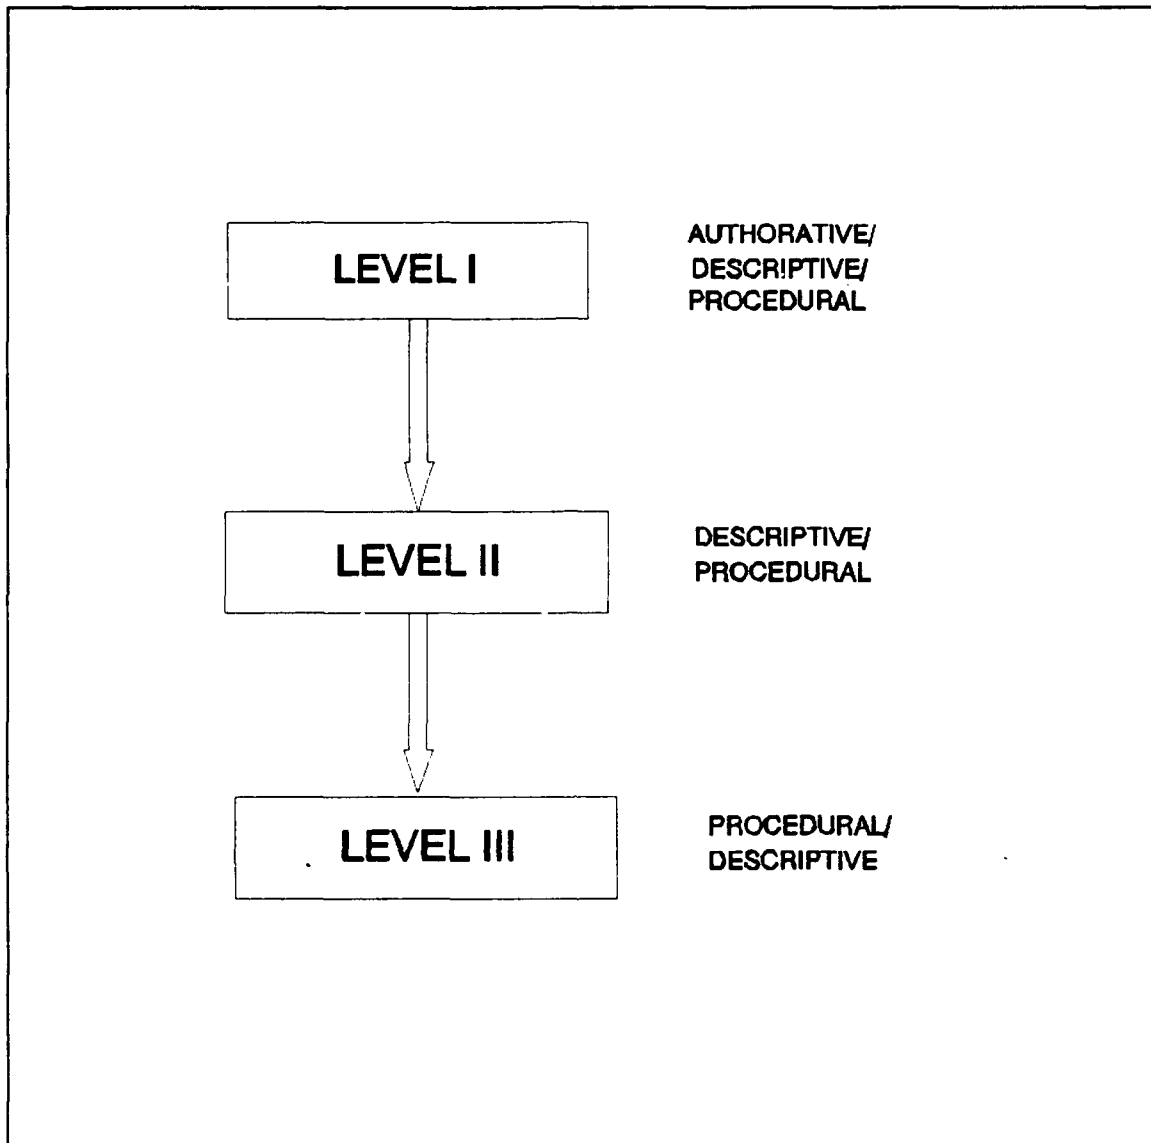 LEVEL I
AUTHORATIVE/
DESCRIPTIVE/
PROCEDURAL
LEVEL II
DESCRIPTIVE/
PROCEDURAL
LEVEL III
PROCEDURAL/
DESCRIPTIVE